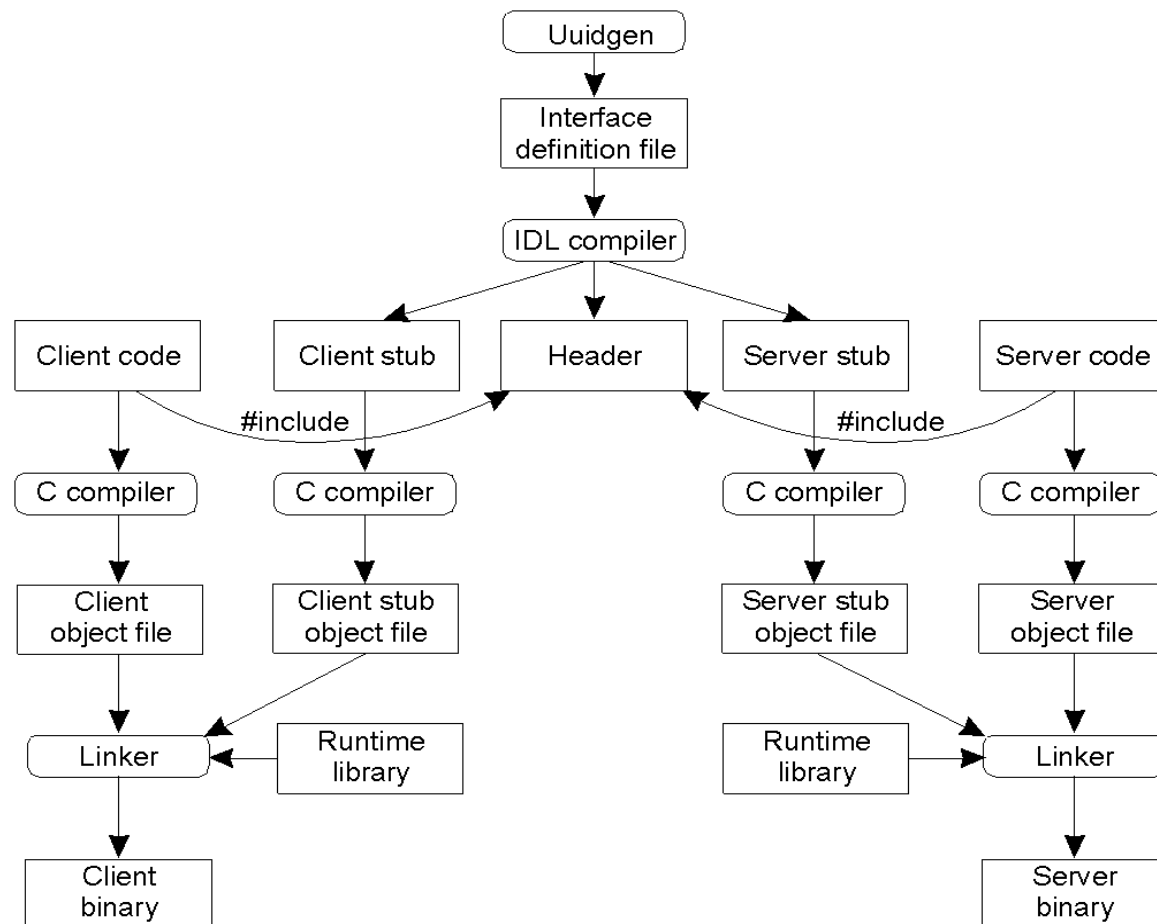 Uuidgen
Interface
definition file
IDL compiler
Client code
Client stub
Header
Server stub
Server code
#include
#include
C compiler
C compiler
C compiler
C compiler
Client
object file
Client stub
object file
Server stub
object file
Server
object file
Linker
Runtime
library
Runtime
library
Linker
Client
binary
Server
binary